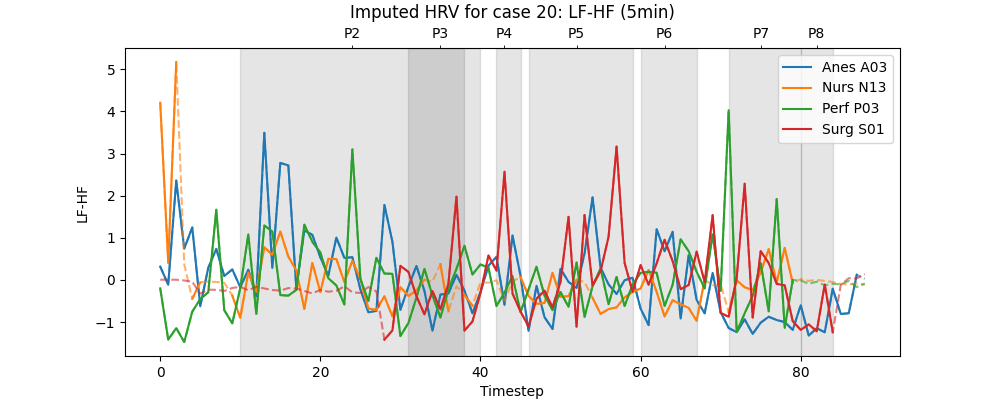 Imputed HRV for case 20: LF-HF (5min)
P2 P3 P4 P5 P6 P7 P8
LF-HF
5
4
3
2
1
0
−1
0 20 40 60 80
Timestep
Anes A03
Nurs N13
Perf P03
Surg S01